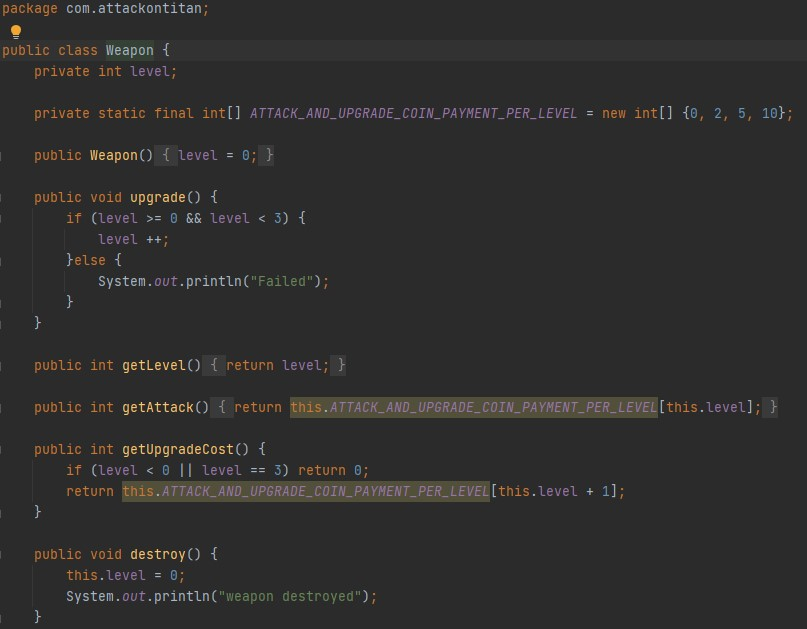 package com.attackontitan;
public class Weapon {
private int level;
private static final int[] ATTACK_AND_UPGRADE_COIN_PAYMENT_PER_LEVEL = new int[] {0, 2, 5, 10};
public Weapon() { level = 0; }
public void upgrade() {
if (level >= 0 && level < 3) {
level ++;
}else {
System.out.println("Failed");
}
}
public int getLevel() { return level; }
public int getAttack() { return this.ATTACK_AND_UPGRADE_COIN_PAYMENT_PER_LEVEL[this.level]; }
public int getUpgradeCost() {
if (level < 0 || level == 3) return 0;
return this.ATTACK_AND_UPGRADE_COIN_PAYMENT_PER_LEVEL[this.level + 1];
}
public void destroy() {
this.level = 0;
System.out.println("weapon destroyed");
}